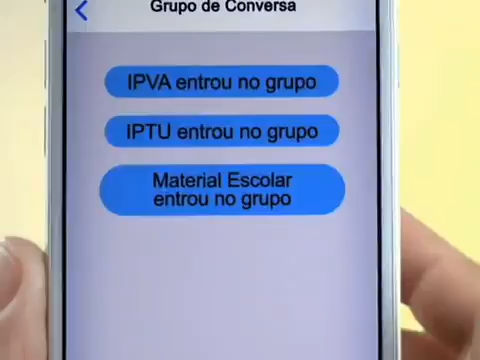 Grupo de Conversa
IPVA entrou no grupo
IPTU entrou no grupo
Material Escolar
entrou no grupo